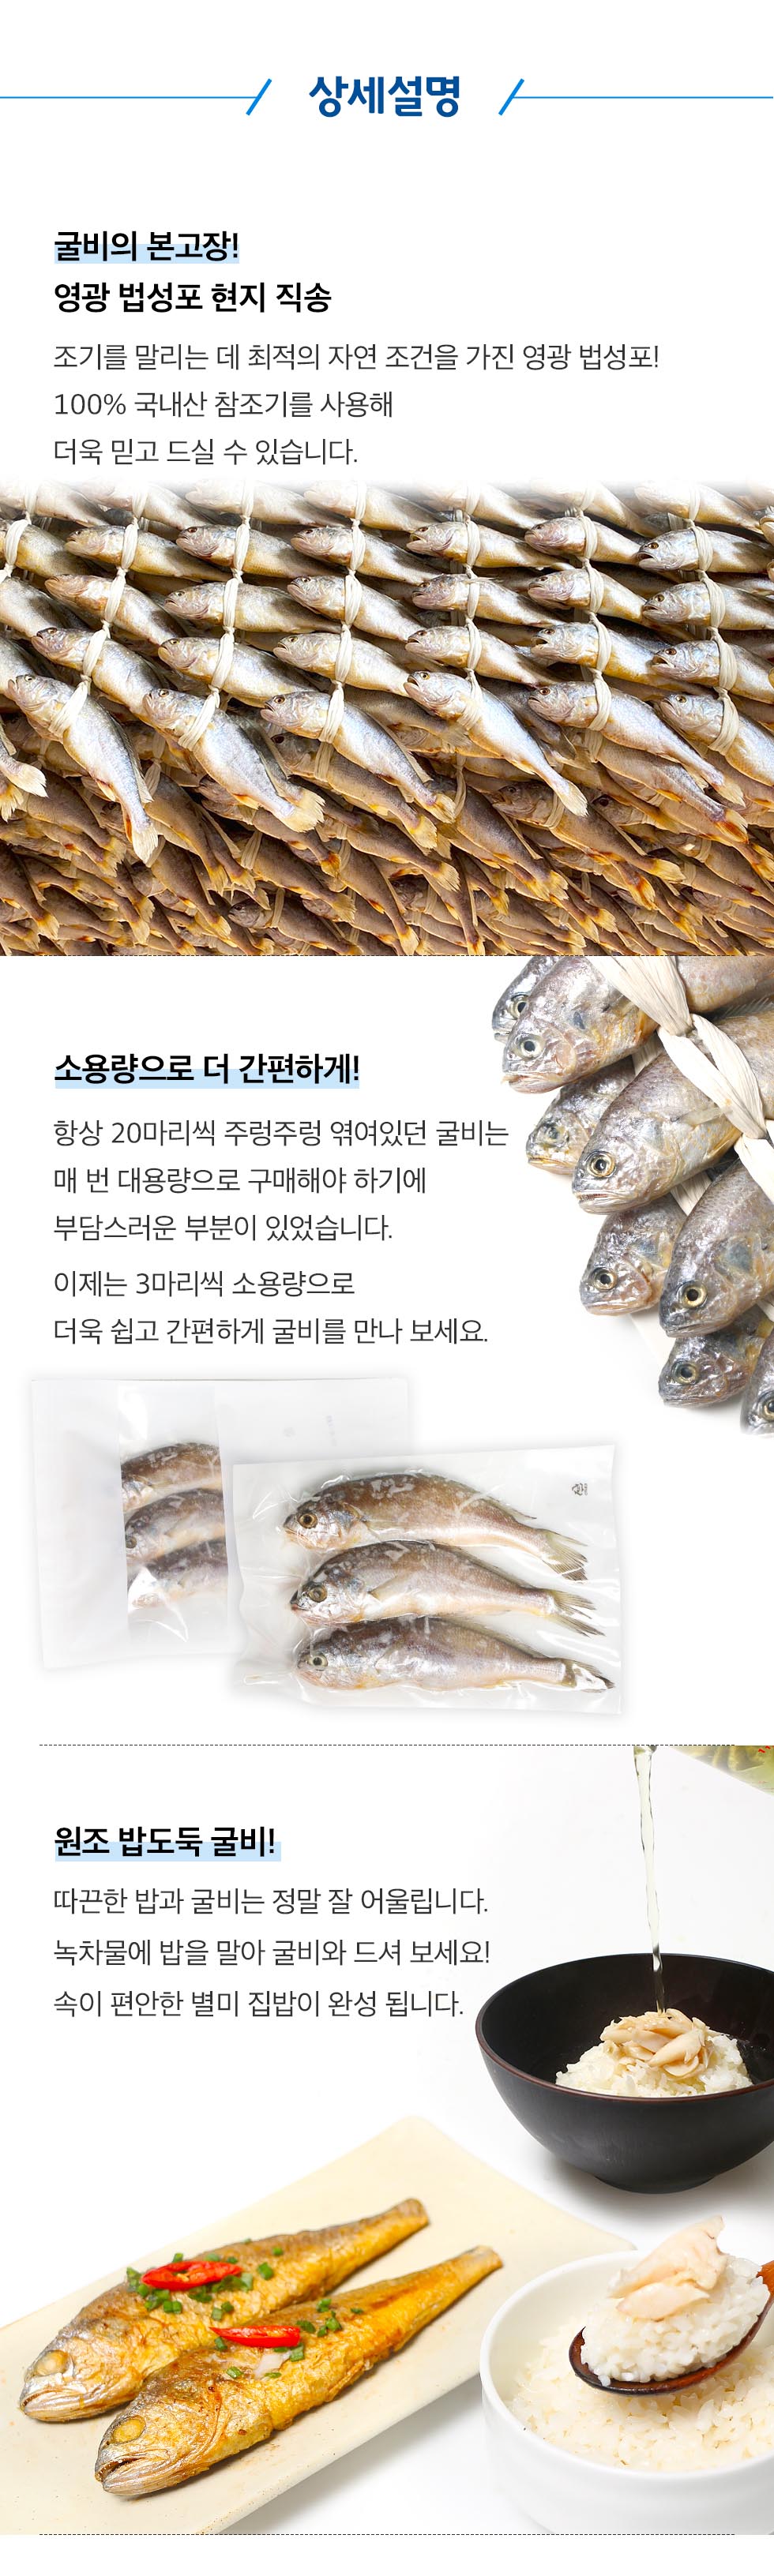 상세설명
굴비의 본고장!
영광 법성포 현지 직송
조기를 말리는 데 최적의 자연 조건을 가진 영광 법성포!
100% 국내산 참조기를 사용해
더욱 믿고 드실 수 있습니다.
소용량으로 더 간편하게!
항상 20마리씩 주렁주렁 엮여있던 굴비는
매 번 대용량으로 구매해야 하기에
부담스러운 부분이 있었습니다.
이제는 3마리씩 소용량으로
더욱 쉽고 간편하게 굴비를 만나 보세요.
원조 밥도둑 굴비!
따끈한 밥과 굴비는 정말 잘 어울립니다.
녹차물에 밥을 말아 굴비와 드셔 보세요!
속이 편안한 별미 집밥이 완성 됩니다.